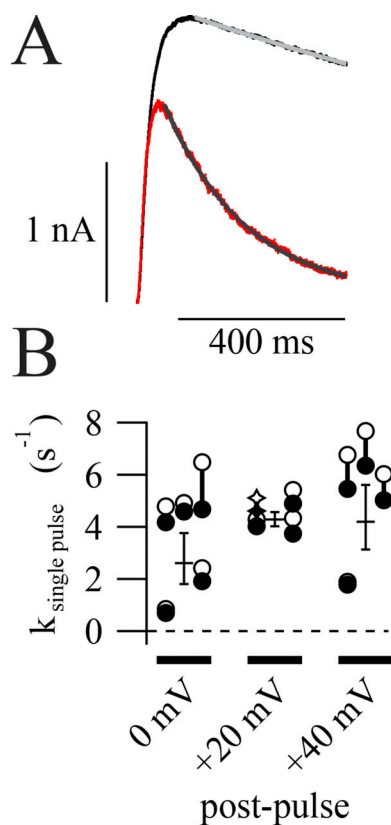 A
1 nA
400 ms
B
k single pulse (s⁻¹)
8
6
4
2
0
0 mV
+20 mV
+40 mV
post-pulse